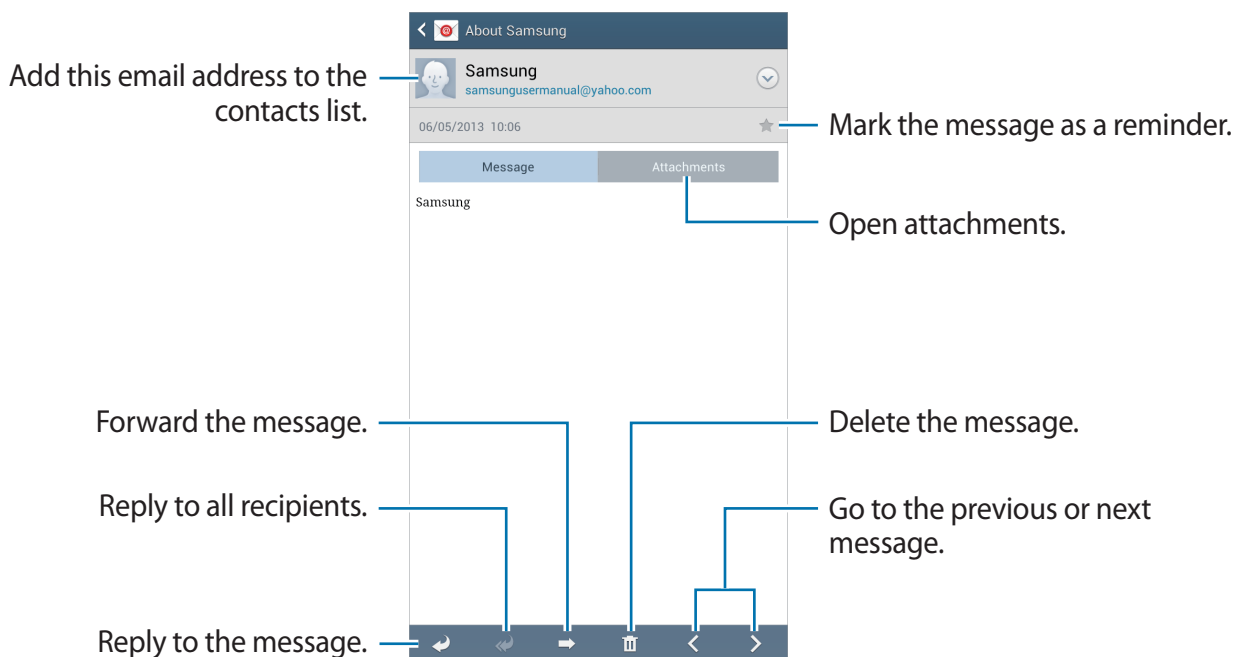 About Samsung
Samsung
samsungusermanual@yahoo.com
Add this email address to the
contacts list.
06/05/2013 10:06
Mark the message as a reminder.
Message
Attachments
Samsung
Open attachments.
Forward the message.
Delete the message.
Reply to all recipients.
Go to the previous or next
message.
Reply to the message.